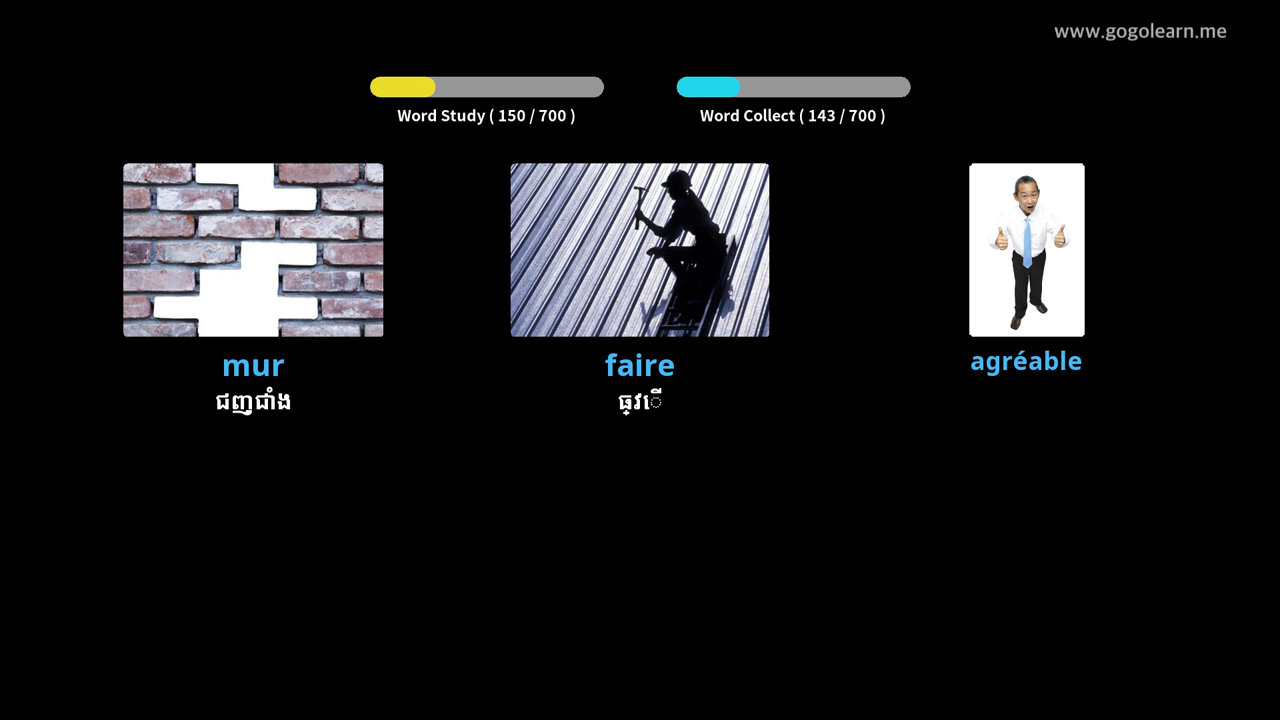 www.gogolearn.me
Word Study ( 150 / 700 )
Word Collect ( 143 / 700 )
mur
ជញ្ជាំង
faire
ធ្វើ
agréable